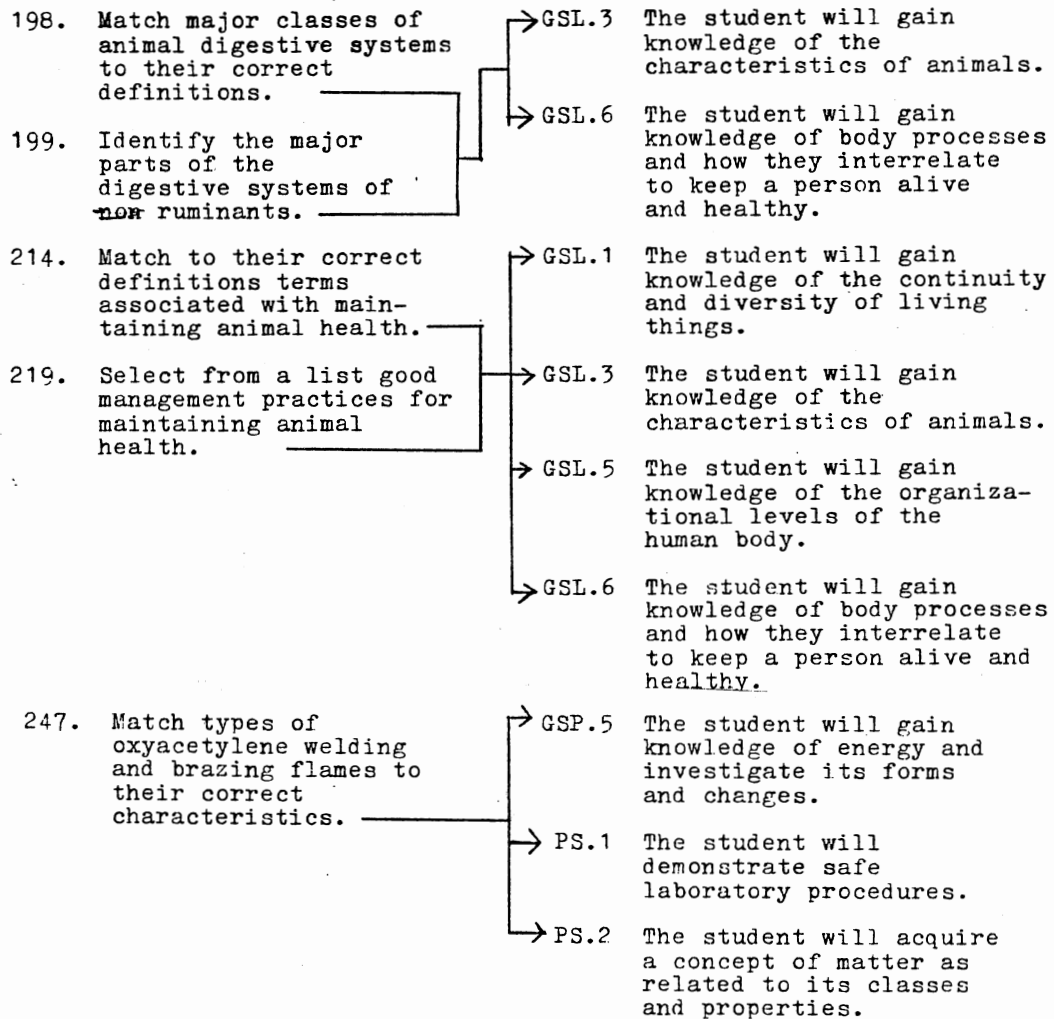 198. Match major classes of
animal digestive systems
to their correct
definitions.
199. Identify the major
parts of the
digestive systems of
non ruminants.
GSL.3 The student will gain
knowledge of the
characteristics of animals.
GSL.6 The student will gain
knowledge of body processes
and how they interrelate
to keep a person alive
and healthy.
214. Match to their correct
definitions terms
associated with main-
taining animal health.
219. Select from a list good
management practices for
maintaining animal
health.
GSL.1 The student will gain
knowledge of the continuity
and diversity of living
things.
GSL.3 The student will gain
knowledge of the
characteristics of animals.
GSL.5 The student will gain
knowledge of the organiza-
tional levels of the
human body.
GSL.6 The student will gain
knowledge of body processes
and how they interrelate
to keep a person alive and
healthy.
247. Match types of
oxyacetylene welding
and brazing flames to
their correct
characteristics.
GSP.5 The student will gain
knowledge of energy and
investigate its forms
and changes.
PS.1 The student will
demonstrate safe
laboratory procedures.
PS.2 The student will acquire
a concept of matter as
related to its classes
and properties.